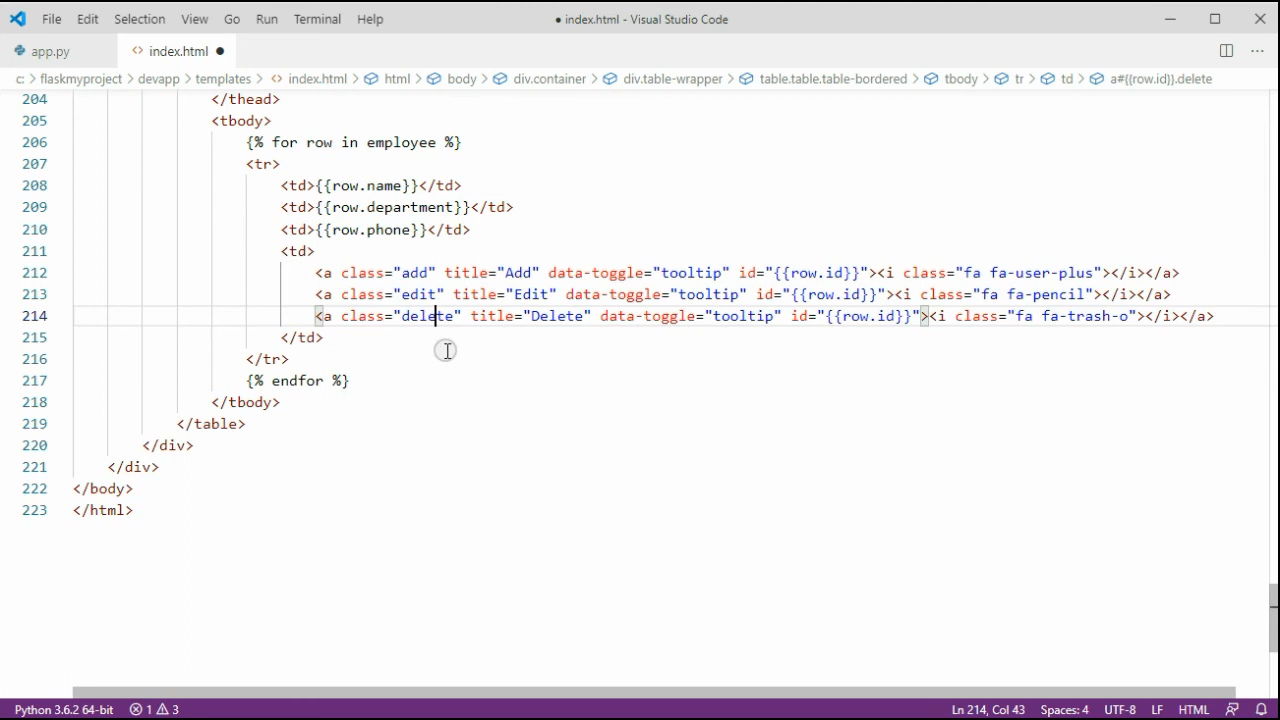 File Edit Selection View Go Run Terminal Help ● index.html - Visual Studio Code
app.py <> index.html ●
c: > flaskmyproject > devapp > templates > <> index.html > html > body > div.container > div.table-wrapper > table.table.table-bordered > tbody > tr > td > a#{{row.id}}.delete
204 </thead>
205 <tbody>
206 {% for row in employee %}
207 <tr>
208 <td>{{row.name}}</td>
209 <td>{{row.department}}</td>
210 <td>{{row.phone}}</td>
211 <td>
212 <a class="add" title="Add" data-toggle="tooltip" id="{{row.id}}"><i class="fa fa-user-plus"></i></a>
213 <a class="edit" title="Edit" data-toggle="tooltip" id="{{row.id}}"><i class="fa fa-pencil"></i></a>
214 <a class="delete" title="Delete" data-toggle="tooltip" id="{{row.id}}"><i class="fa fa-trash-o"></i></a>
215 </td>
216 </tr>
217 {% endfor %}
218 </tbody>
219 </table>
220 </div>
221 </div>
222 </body>
223 </html>
Python 3.6.2 64-bit 1 3 Ln 214, Col 43 Spaces: 4 UTF-8 LF HTML